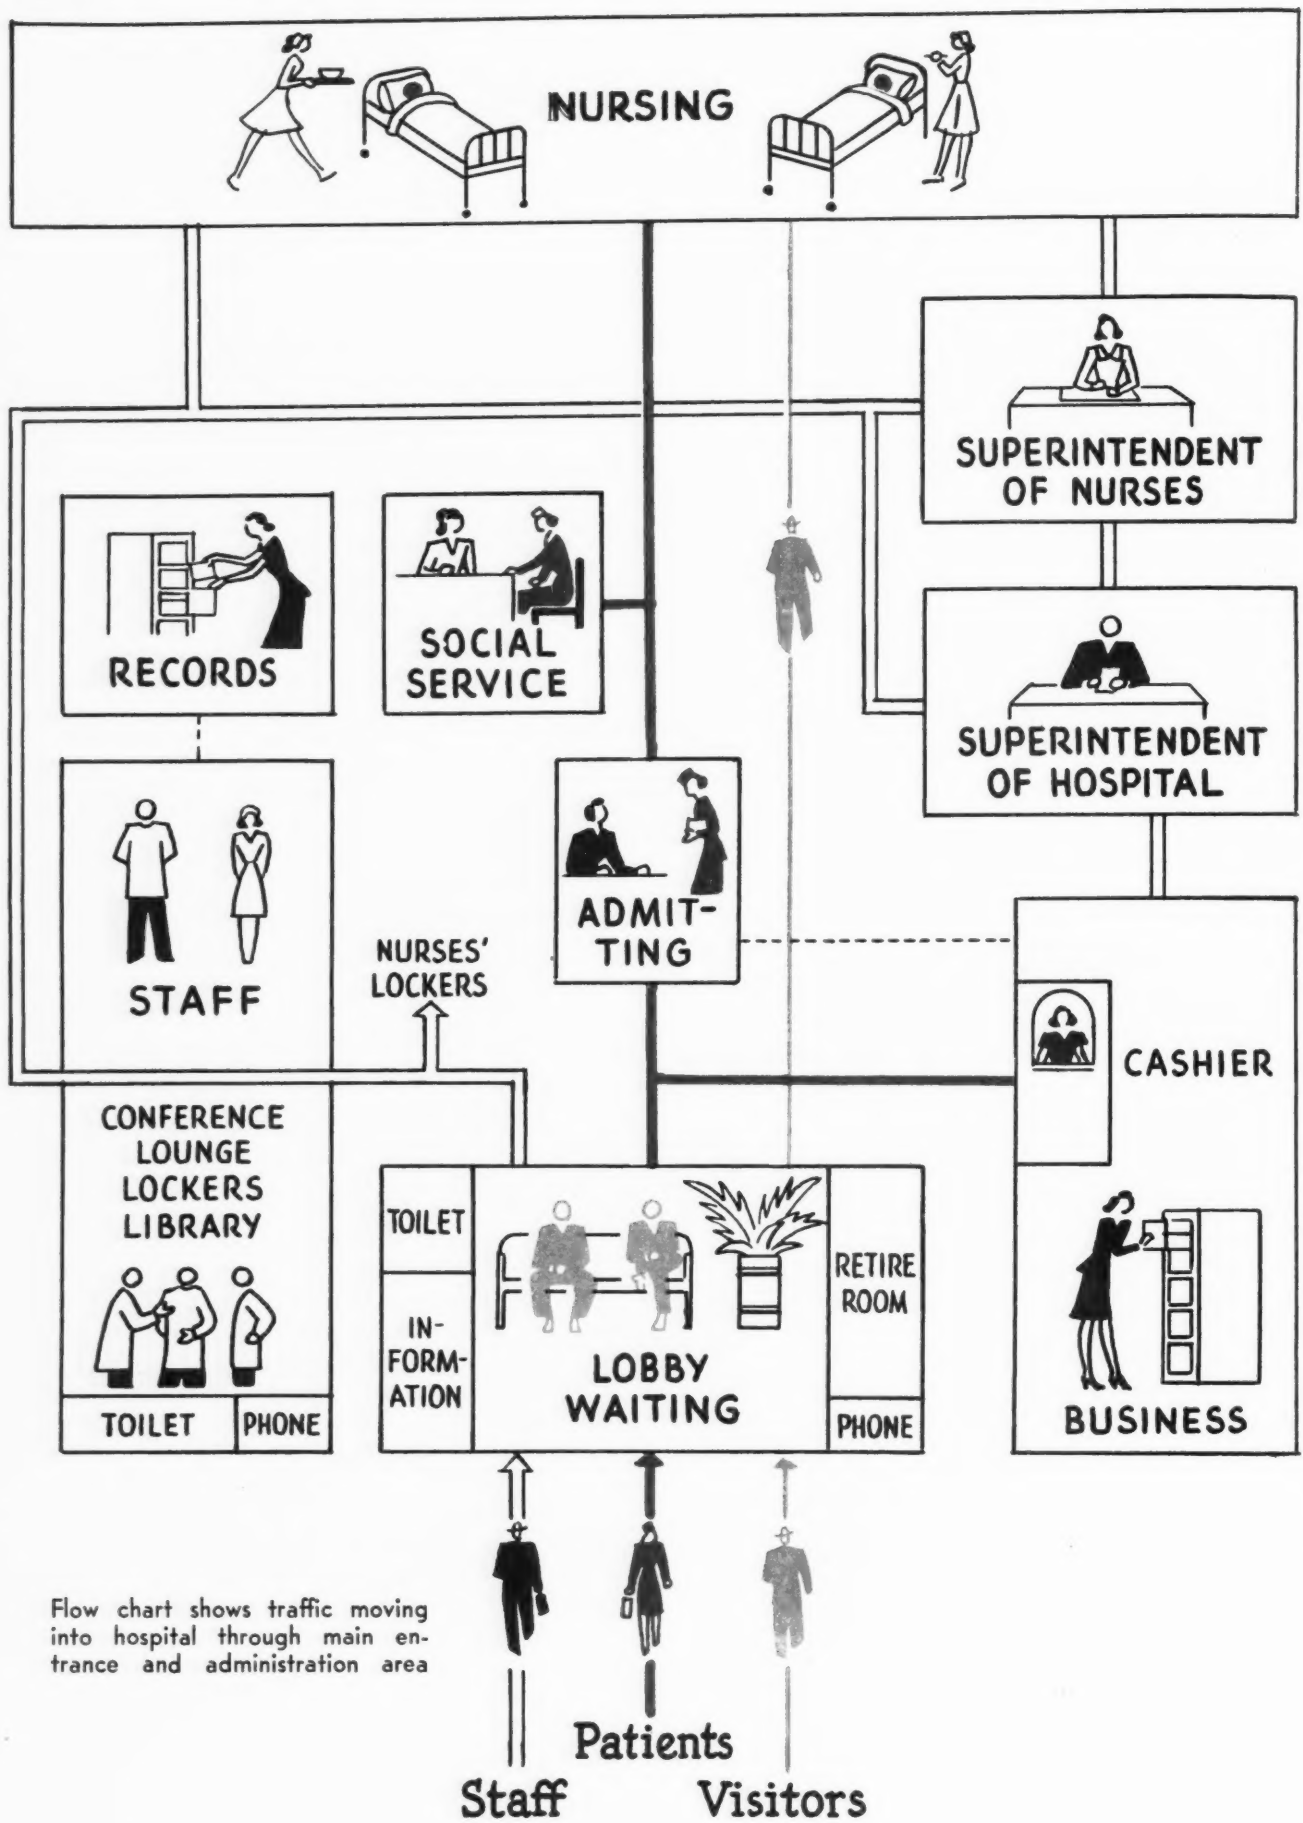 NURSING
SUPERINTENDENT
OF NURSES
RECORDS
SOCIAL
SERVICE
SUPERINTENDENT
OF HOSPITAL
STAFF
NURSES'
LOCKERS
ADMIT-
TING
CASHIER
CONFERENCE
LOUNGE
LOCKERS
LIBRARY
TOILET
PHONE
TOILET
IN-
FORM-
ATION
LOBBY
WAITING
RETIRE
ROOM
PHONE
BUSINESS
Flow chart shows traffic moving
into hospital through main en-
trance and administration area
Patients
Staff
Visitors